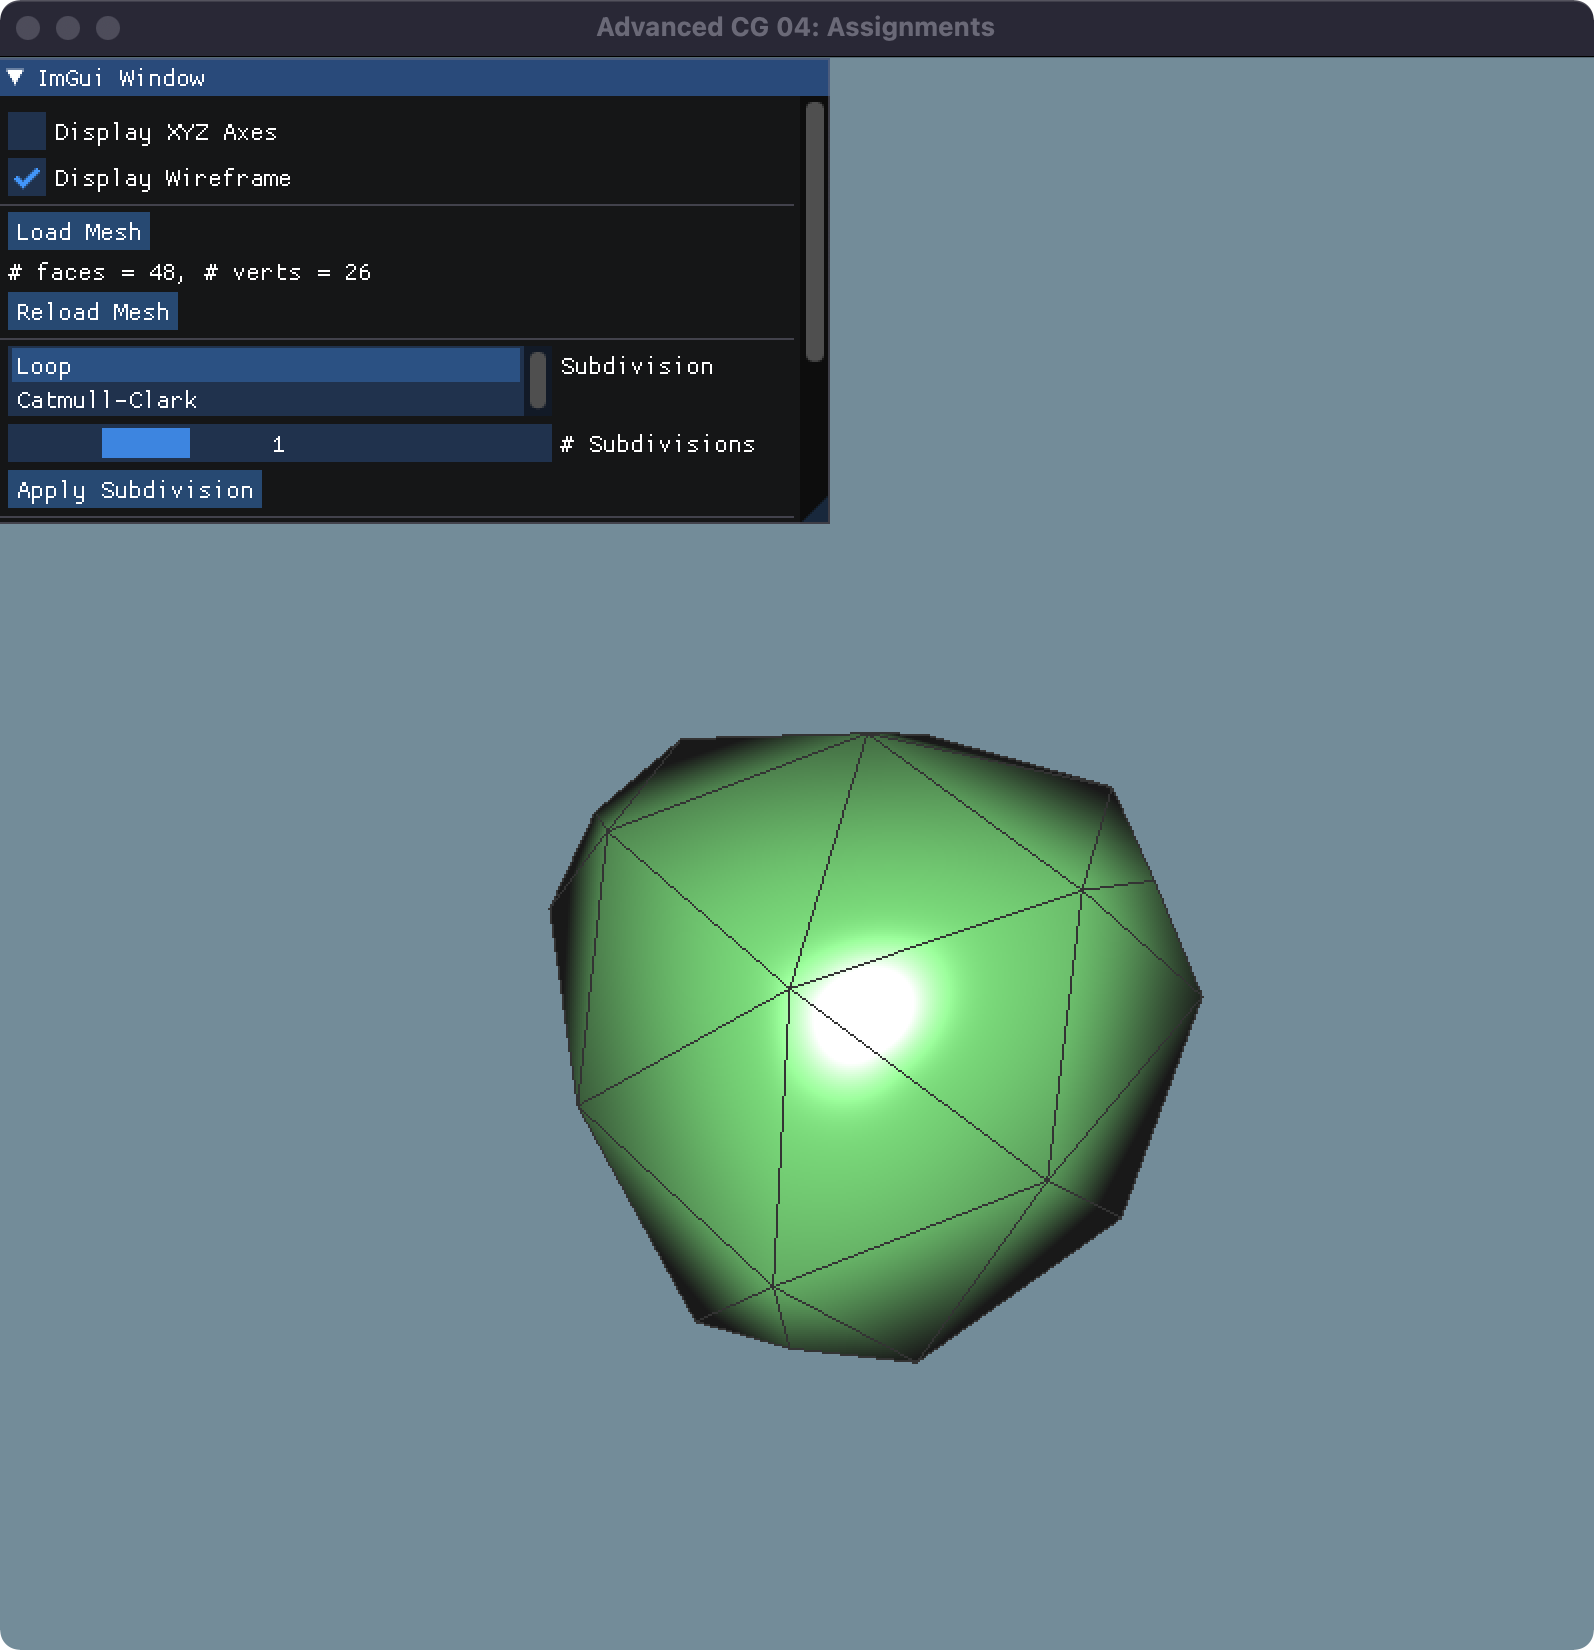 Advanced CG 04: Assignments
ImGui Window
Display XYZ Axes
Display Wireframe
Load Mesh
# faces = 48, # verts = 26
Reload Mesh
Loop
Subdivision
Catmull-Clark
1
# Subdivisions
Apply Subdivision